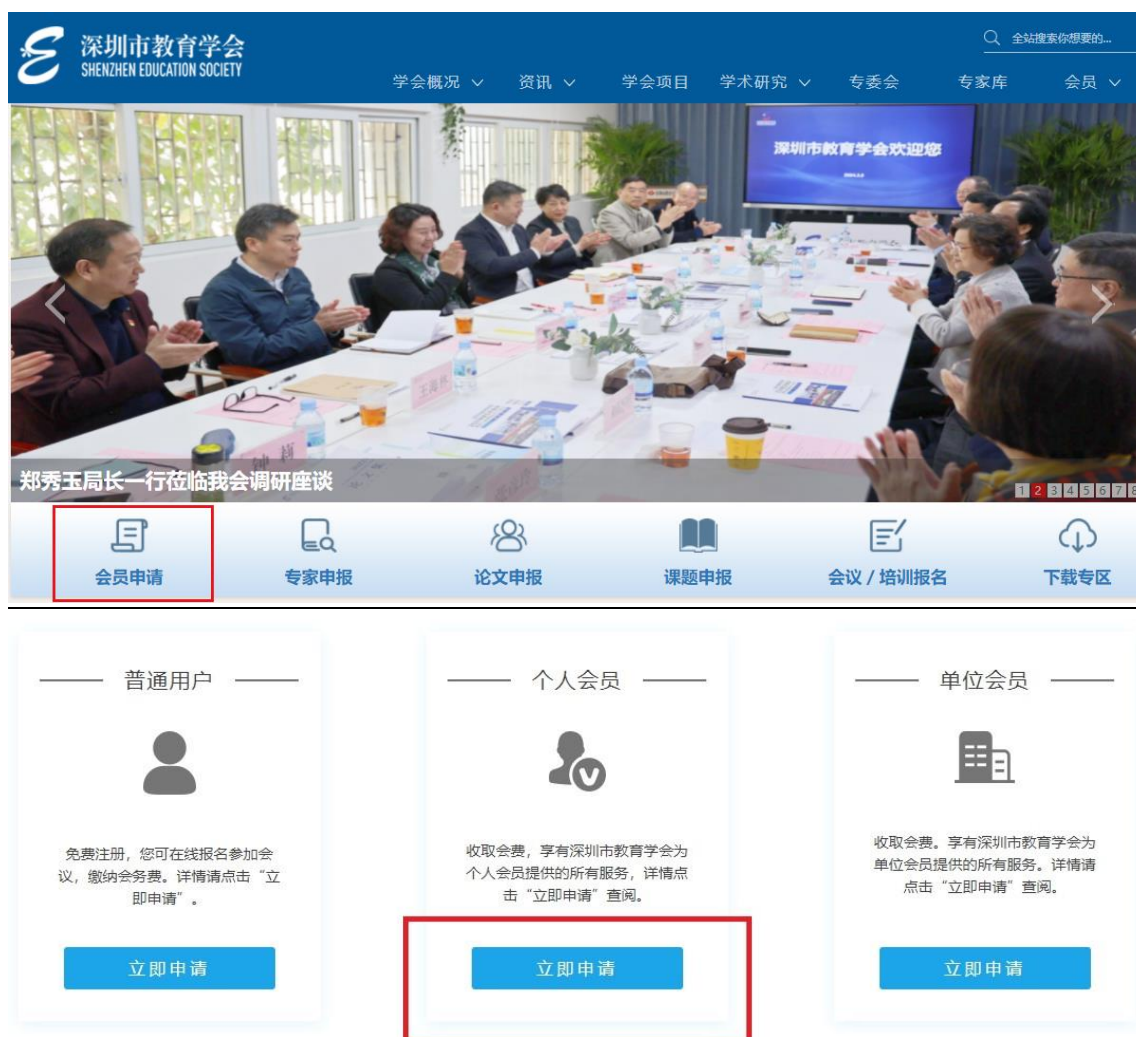 深圳市教育学会
SHENZHEN EDUCATION SOCIETY
全站搜索你想要的...
学会概况 资讯 学会项目 学术研究 专委会 专家库 会员
深圳市教育学会欢迎您
郑秀玉局长一行莅临我会调研座谈
1 2 3 4 5 6 7 8
会员申请 专家申报 论文申报 课题申报 会议 / 培训报名 下载专区
普通用户
免费注册，您可在线报名参加会
议，缴纳会务费。详情请点击“立
即申请”。
立即申请
个人会员
收取会费，享有深圳市教育学会为
个人会员提供的所有服务，详情点
击“立即申请”查阅。
立即申请
单位会员
收取会费。享有深圳市教育学会为
单位会员提供的所有服务。详情请
点击“立即申请”查阅。
立即申请